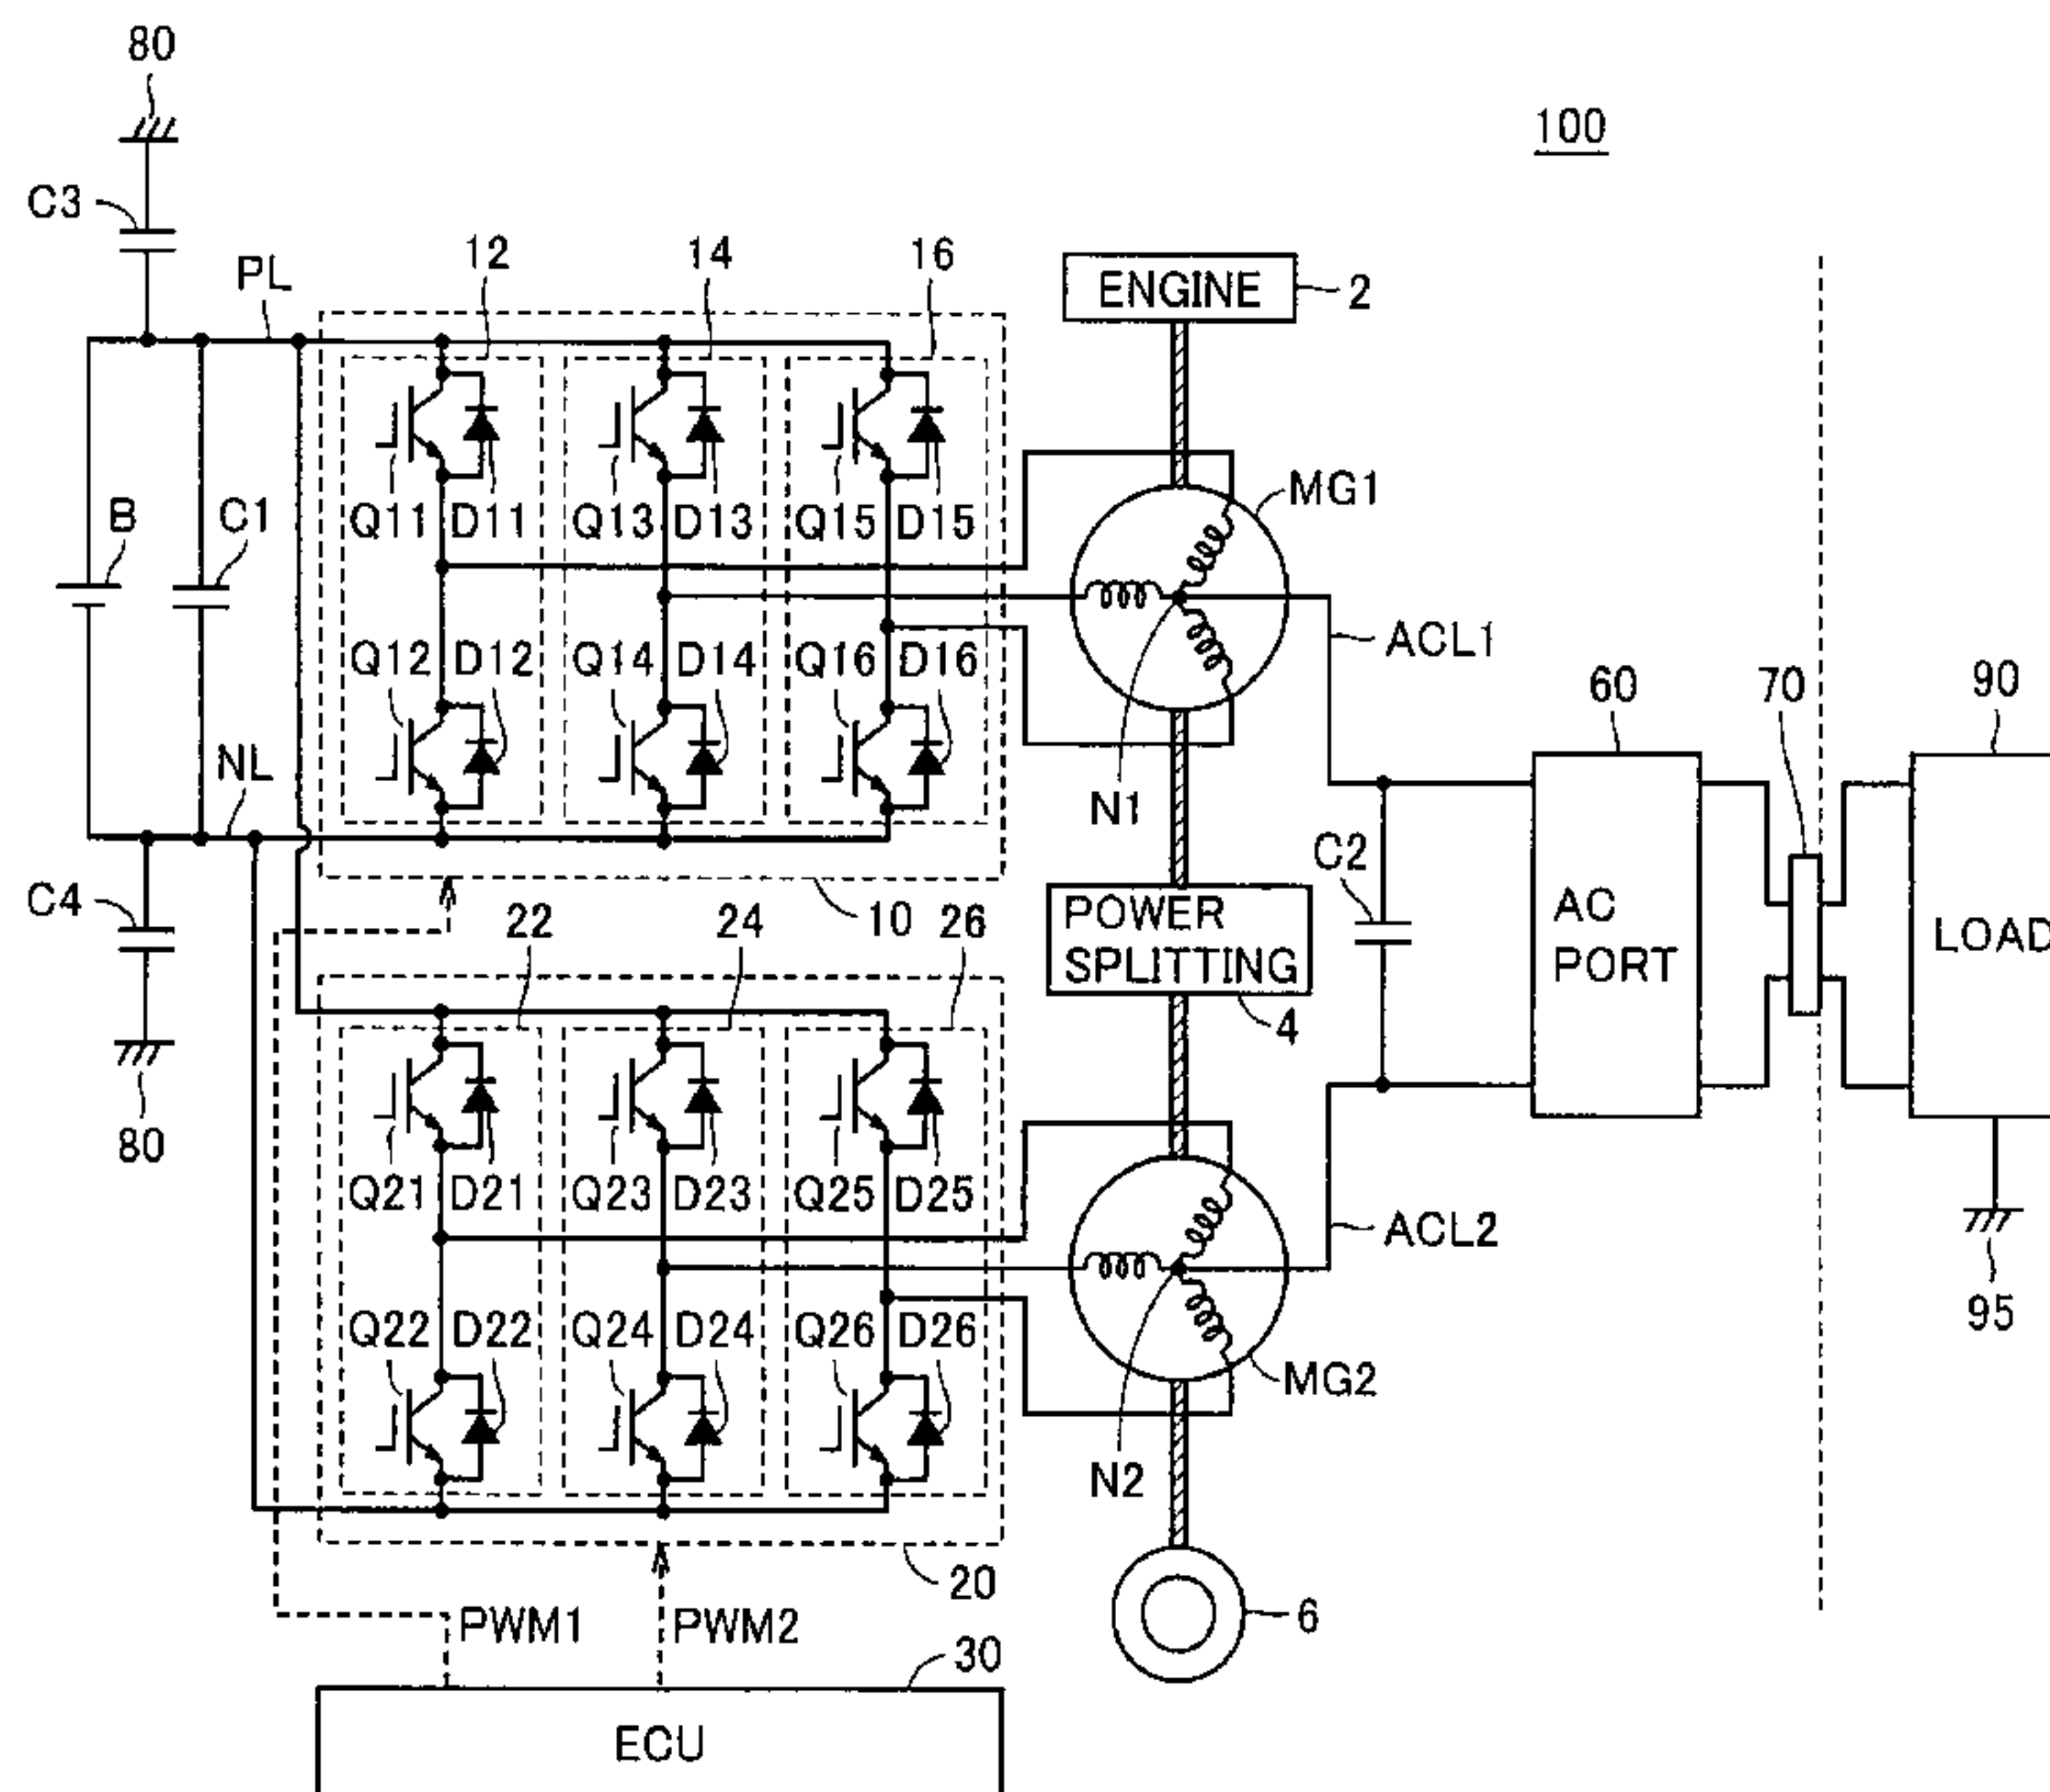 80
100
C3
12
14
16
PL
ENGINE
2
B
C1
MG1
Q11
D11
Q13
D13
Q15
D15
ACL1
Q12
D12
Q14
D14
Q16
D16
60
70
90
NL
N1
C2
C4
10
22
24
26
POWER
SPLITTING
AC
PORT
LOAD
4
80
Q21
D21
Q23
D23
Q25
D25
ACL2
95
Q22
D22
Q24
D24
Q26
D26
MG2
N2
20
6
PWM1
PWM2
30
ECU